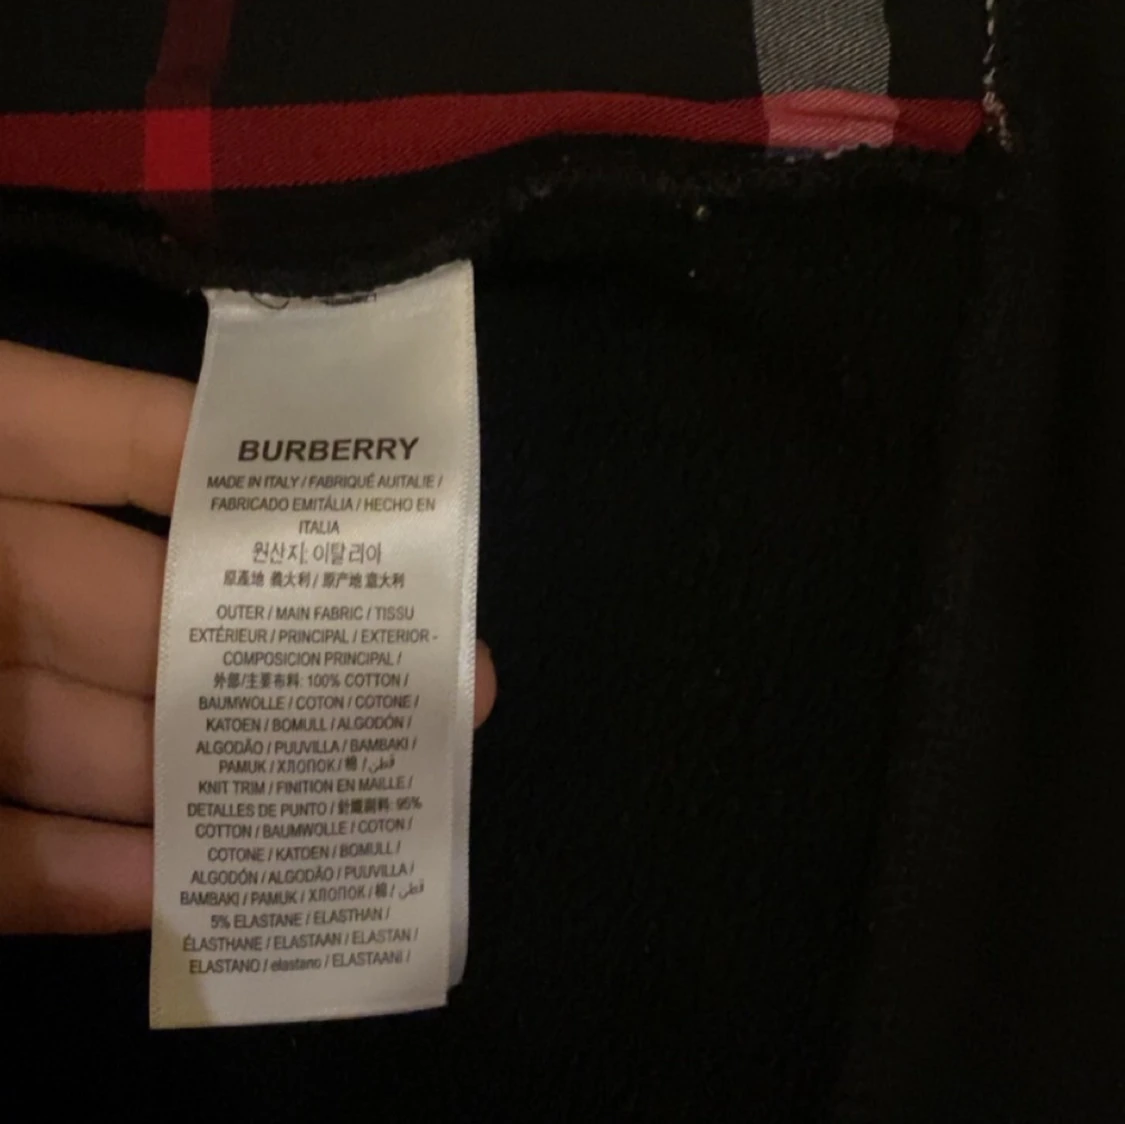 BURBERRY
MADE IN ITALY / FABRIQUÉ AUITALIE /
FABRICADO EMITÁLIA / HECHO EN
ITALIA
원산지: 이탈리아
原產地 義大利 / 原产地 意大利
OUTER / MAIN FABRIC / TISSU
EXTÉRIEUR / PRINCIPAL / EXTERIOR -
COMPOSICION PRINCIPAL /
外部/主要布料: 100% COTTON /
BAUMWOLLE / COTON / COTONE /
KATOEN / BOMULL / ALGODÓN /
ALGODÃO / PUUVILLA / BAMBAKI /
PAMUK / ХЛОПОК / 棉 / قطن
KNIT TRIM / FINITION EN MAILLE /
DETALLES DE PUNTO / 針織副料: 95%
COTTON / BAUMWOLLE / COTON /
COTONE / KATOEN / BOMULL /
ALGODÓN / ALGODÃO / PUUVILLA /
BAMBAKI / PAMUK / ХЛОПОК / 棉 / قطن
5% ELASTANE / ELASTHAN /
ÉLASTHANE / ELASTAAN / ELASTAN /
ELASTANO / elastano / ELASTAANI /